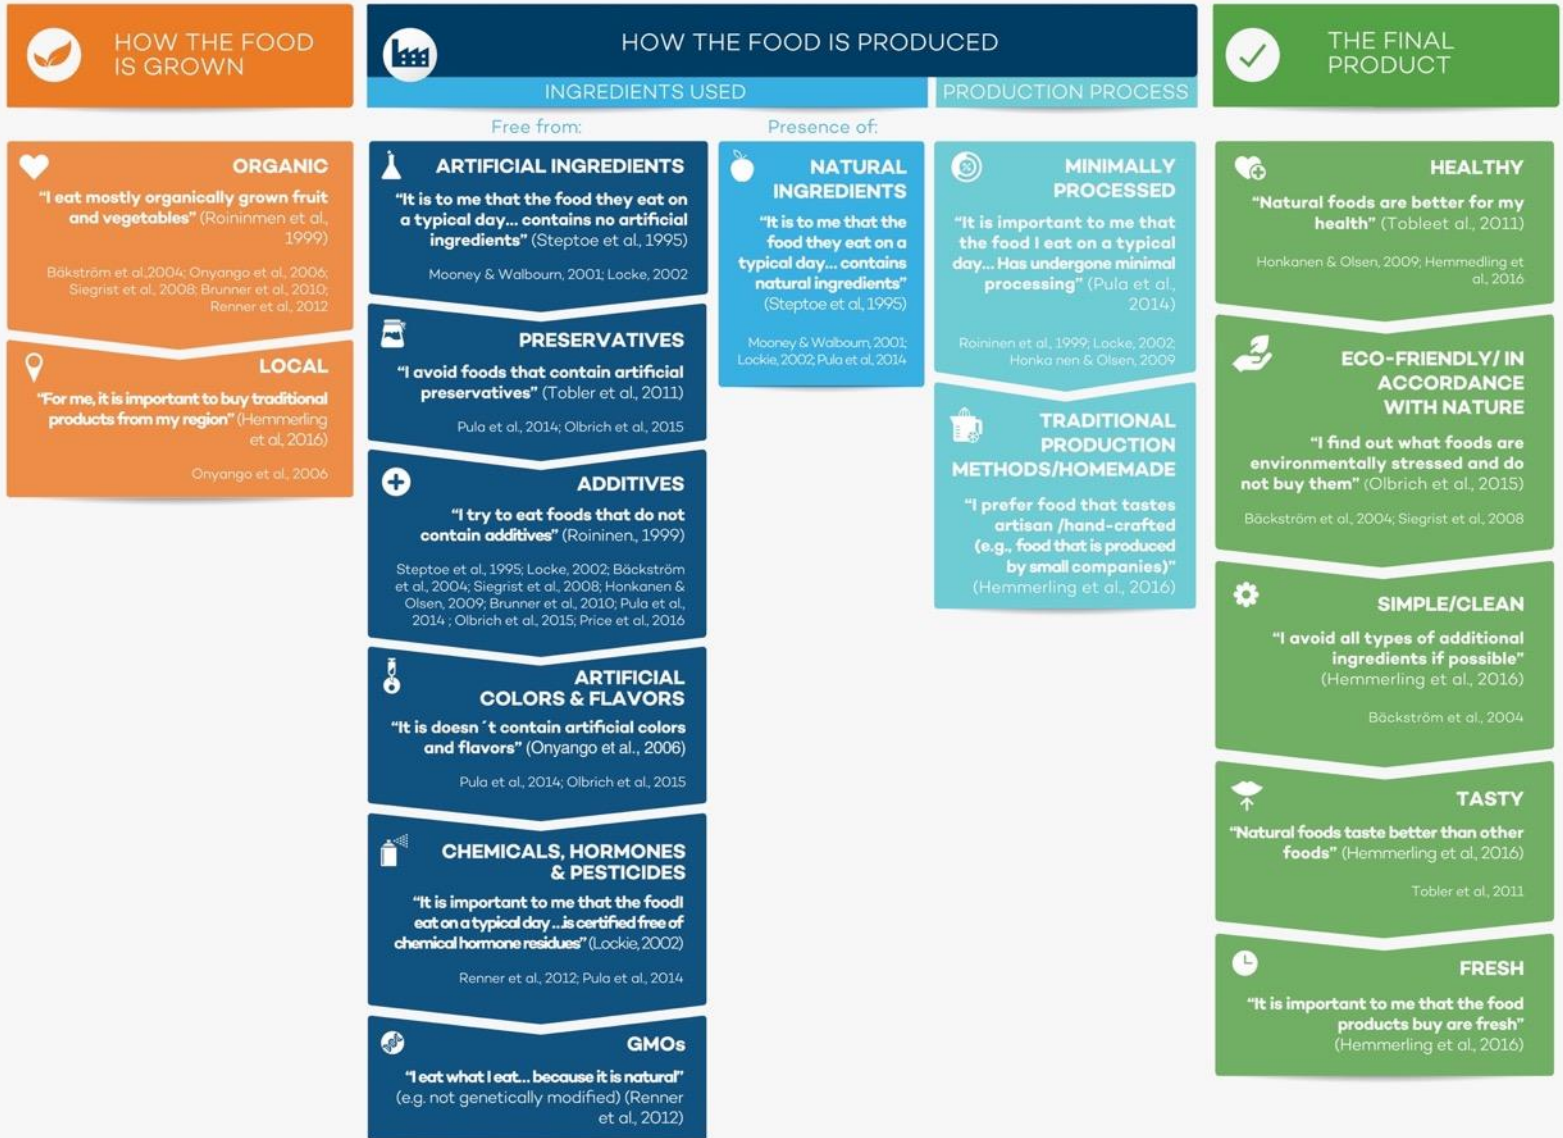 HOW THE FOOD
IS GROWN
ORGANIC
“I eat mostly organically grown fruit
and vegetables” (Roininmen et al.,
1999)
Bäkström et al.,2004; Onyango et al., 2006;
Siegrist et al., 2008; Brunner et al., 2010;
Renner et al., 2012
LOCAL
“For me, it is important to buy traditional
products from my region” (Hemmerling
et al, 2016)
Onyango et al., 2006
HOW THE FOOD IS PRODUCED
INGREDIENTS USED
Free from:
ARTIFICIAL INGREDIENTS
“It is to me that the food they eat on
a typical day... contains no artificial
ingredients” (Steptoe et al., 1995)
Mooney & Walbourn, 2001; Locke, 2002
PRESERVATIVES
“I avoid foods that contain artificial
preservatives” (Tobler et al., 2011)
Pula et al., 2014; Olbrich et al., 2015
ADDITIVES
“I try to eat foods that do not
contain additives” (Roininen., 1999)
Steptoe et al., 1995; Locke, 2002; Bäckström
et al., 2004; Siegrist et al., 2008; Honkanen &
Olsen, 2009; Brunner et al., 2010; Pula et al.,
2014 ; Olbrich et al., 2015; Price et al., 2016
ARTIFICIAL
COLORS & FLAVORS
“It is doesn´t contain artificial colors
and flavors” (Onyango et al., 2006)
Pula et al., 2014; Olbrich et al., 2015
CHEMICALS, HORMONES
& PESTICIDES
“It is important to me that the foodI
eat on a typical day ...is certified free of
chemical hormone residues” (Lockie, 2002)
Renner et al., 2012; Pula et al., 2014
GMOs
“I eat what I eat... because it is natural”
(e.g. not genetically modified) (Renner
et al., 2012)
Presence of:
NATURAL
INGREDIENTS
“It is to me that the
food they eat on a
typical day... contains
natural ingredients”
(Steptoe et al, 1995)
Mooney & Walbourn, 2001;
Lockie, 2002; Pula et al., 2014
PRODUCTION PROCESS
MINIMALLY
PROCESSED
“It is important to me that
the food I eat on a typical
day... Has undergone minimal
processing” (Pula et al.,
2014)
Roininen et al., 1999; Locke, 2002;
Honka nen & Olsen, 2009
TRADITIONAL
PRODUCTION
METHODS/HOMEMADE
“I prefer food that tastes
artisan /hand-crafted
(e.g., food that is produced
by small companies)”
(Hemmerling et al., 2016)
THE FINAL
PRODUCT
HEALTHY
“Natural foods are better for my
health” (Tobleet al., 2011)
Honkanen & Olsen, 2009; Hemmedling et
al., 2016
ECO-FRIENDLY/ IN
ACCORDANCE
WITH NATURE
“I find out what foods are
environmentally stressed and do
not buy them” (Olbrich et al., 2015)
Bäckström et al., 2004; Siegrist et al., 2008
SIMPLE/CLEAN
“I avoid all types of additional
ingredients if possible”
(Hemmerling et al., 2016)
Bäckström et al., 2004
TASTY
“Natural foods taste better than other
foods” (Hemmerling et al, 2016)
Tobler et al., 2011
FRESH
“It is important to me that the food
products buy are fresh”
(Hemmerling et al., 2016)